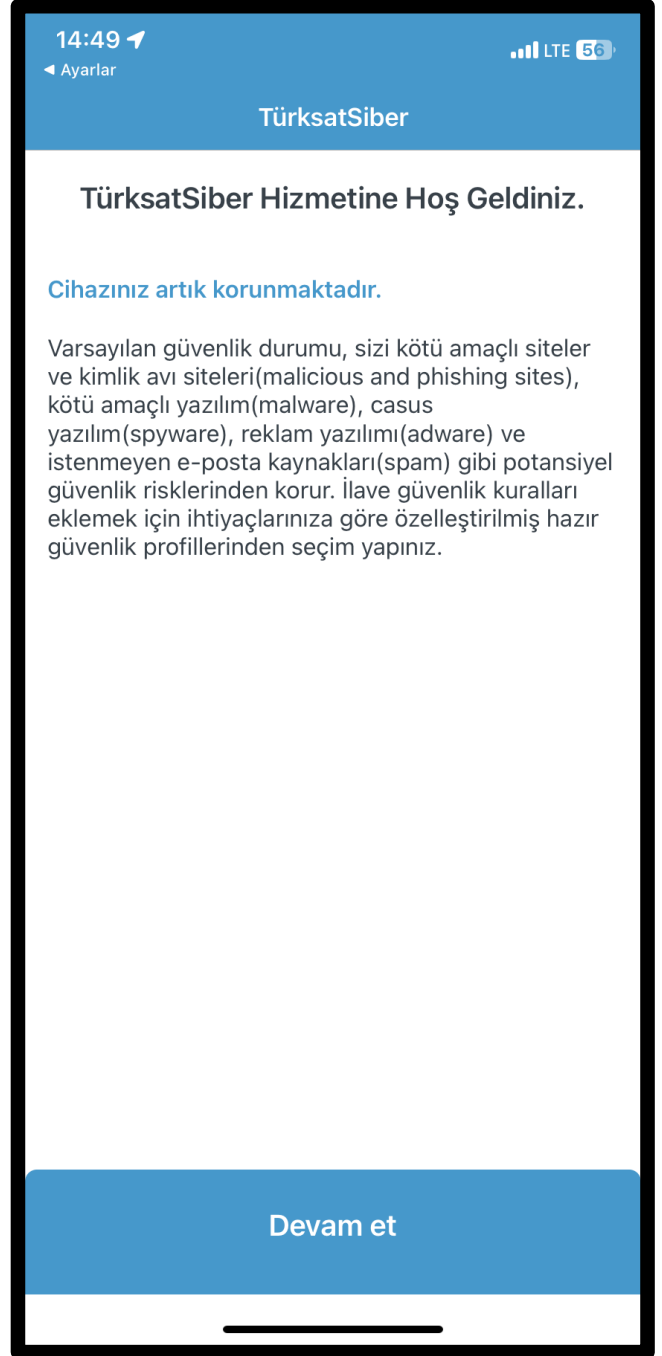 14:49
LTE 56
◀ Ayarlar
TürksatSiber
TürksatSiber Hizmetine Hoş Geldiniz.
Cihazınız artık korunmaktadır.
Varsayılan güvenlik durumu, sizi kötü amaçlı siteler
ve kimlik avı siteleri(malicious and phishing sites),
kötü amaçlı yazılım(malware), casus
yazılım(spyware), reklam yazılımı(adware) ve
istenmeyen e-posta kaynakları(spam) gibi potansiyel
güvenlik risklerinden korur. İlave güvenlik kuralları
eklemek için ihtiyaçlarınıza göre özelleştirilmiş hazır
güvenlik profillerinden seçim yapınız.
Devam et